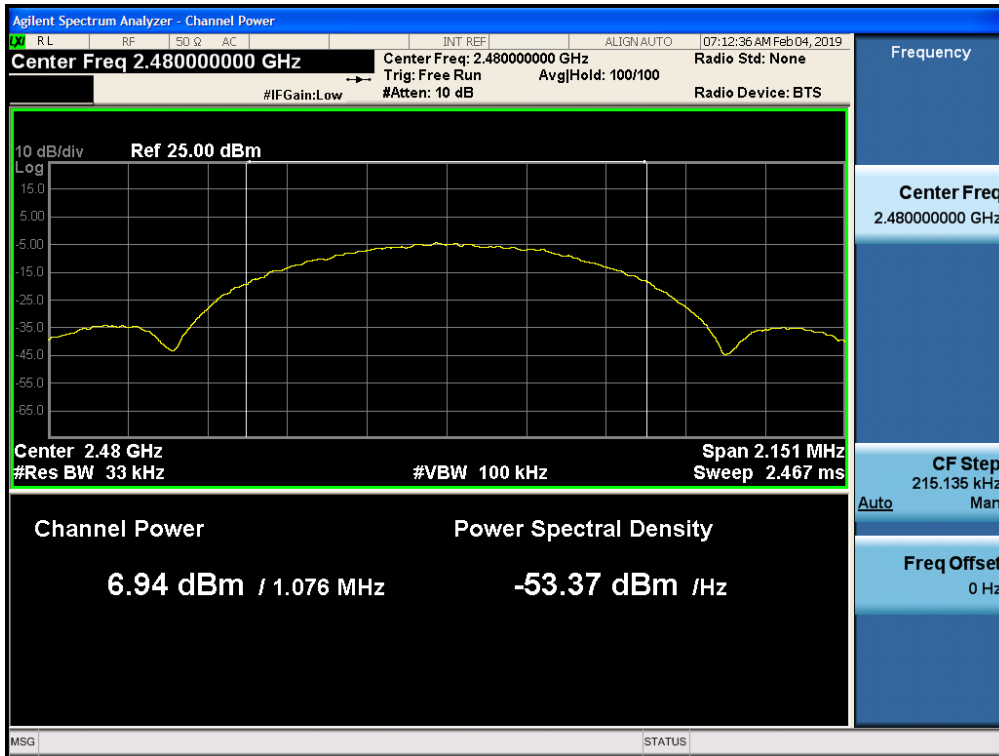 Agilent Spectrum Analyzer - Channel Power
LXI RL RF 50 Ω AC INT REF ALIGN AUTO 07:12:36 AM Feb 04, 2019
Center Freq 2.480000000 GHz
Center Freq: 2.480000000 GHz Radio Std: None
Trig: Free Run Avg|Hold: 100/100
#IFGain:Low #Atten: 10 dB Radio Device: BTS
10 dB/div Ref 25.00 dBm
Log
15.0
5.00
-5.00
-15.0
-25.0
-35.0
-45.0
-55.0
-65.0
Center 2.48 GHz Span 2.151 MHz
#Res BW 33 kHz #VBW 100 kHz Sweep 2.467 ms
Channel Power Power Spectral Density
6.94 dBm / 1.076 MHz -53.37 dBm /Hz
Frequency
Center Freq
2.480000000 GHz
CF Step
215.135 kHz
Auto Man
Freq Offset
0 Hz
MSG STATUS